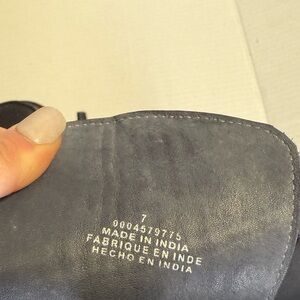 7
0004579775
MADE IN INDIA
FABRIQUE EN INDE
HECHO EN INDIA